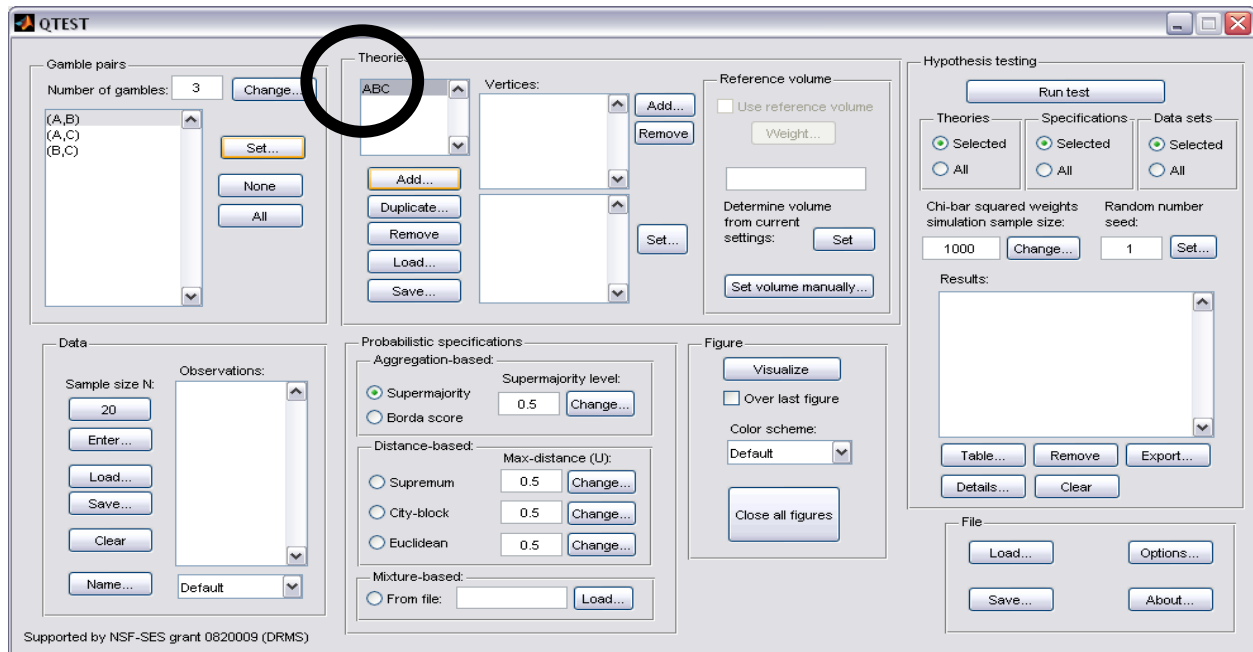 QTEST
Gamble pairs
Number of gambles: 3 Change...
(A,B)
(A,C)
(B,C)
Set...
None
All
Theories
ABC
Add...
Duplicate...
Remove
Load...
Save...
Vertices:
Add...
Remove
Set...
Reference volume
Use reference volume
Weight...
Determine volume
from current
settings: Set
Set volume manually...
Hypothesis testing
Run test
Theories
Selected
All
Specifications
Selected
All
Data sets
Selected
All
Chi-bar squared weights
simulation sample size:
1000 Change...
Random number
seed:
1 Set...
Results:
Table... Remove Export...
Details... Clear
Data
Sample size N:
20
Enter...
Load...
Save...
Clear
Name...
Observations:
Default
Probabilistic specifications
Aggregation-based:
Supermajority
Borda score
Supermajority level:
0.5 Change...
Distance-based:
Max-distance (U):
Supremum 0.5 Change...
City-block 0.5 Change...
Euclidean 0.5 Change...
Mixture-based:
From file: Load...
Figure
Visualize
Over last figure
Color scheme:
Default
Close all figures
File
Load... Options...
Save... About...
Supported by NSF-SES grant 0820009 (DRMS)